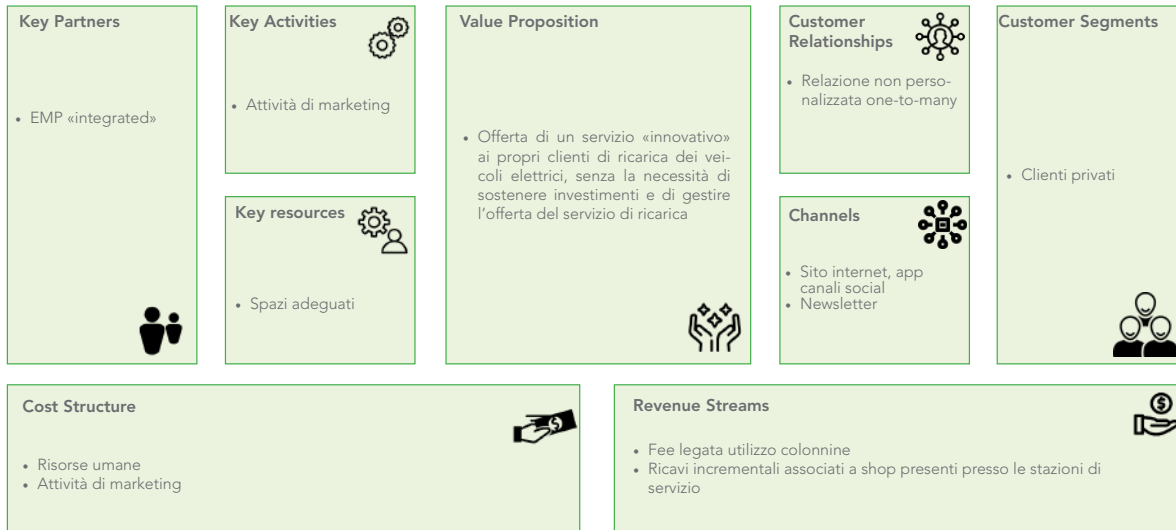 Key Partners
• EMP «integrated»
Key Activities
• Attività di marketing
Key resources
• Spazi adeguati
Value Proposition
• Offerta di un servizio «innovativo»
ai propri clienti di ricarica dei vei-
coli elettrici, senza la necessità di
sostenere investimenti e di gestire
l'offerta del servizio di ricarica
Customer
Relationships
• Relazione non perso-
nalizzata one-to-many
Channels
• Sito internet, app
canali social
• Newsletter
Customer Segments
• Clienti privati
Cost Structure
• Risorse umane
• Attività di marketing
Revenue Streams
• Fee legata utilizzo colonnine
• Ricavi incrementali associati a shop presenti presso le stazioni di
servizio